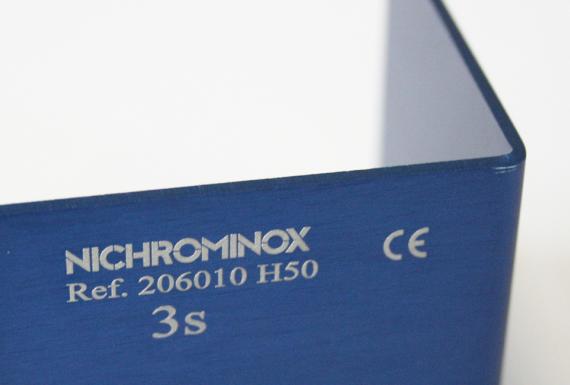 NICHROMINOX CE
Ref. 206010 H50
3s